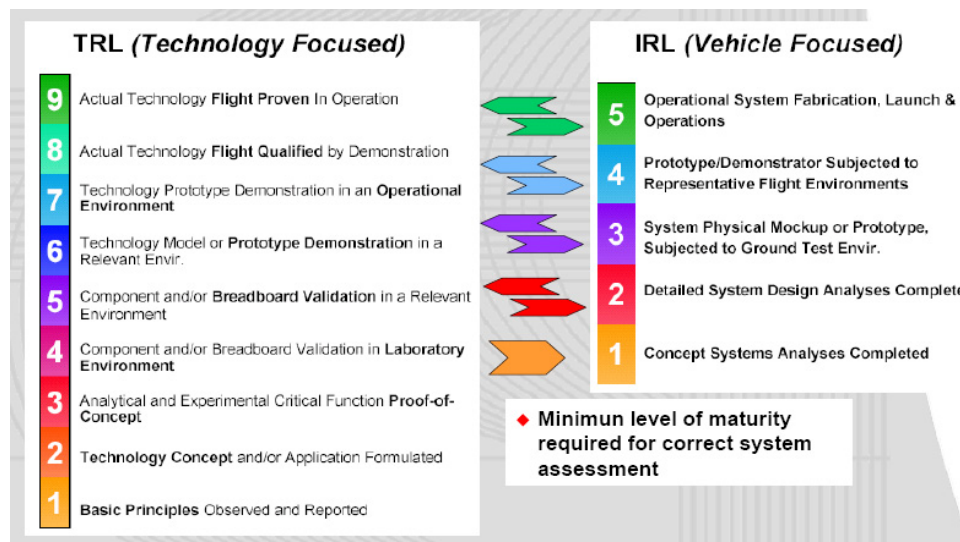 TRL (Technology Focused)
9
Actual Technology Flight Proven In Operation
8
Actual Technology Flight Qualified by Demonstration
7
Technology Prototype Demonstration in an Operational
Environment
6
Technology Model or Prototype Demonstration in a
Relevant Envir.
5
Component and/or Breadboard Validation in a Relevant
Environment
4
Component and/or Breadboard Validation in Laboratory
Environment
3
Analytical and Experimental Critical Function Proof-of-
Concept
2
Technology Concept and/or Application Formulated
1
Basic Principles Observed and Reported
IRL (Vehicle Focused)
5
Operational System Fabrication, Launch &
Operations
4
Prototype/Demonstrator Subjected to
Representative Flight Environments
3
System Physical Mockup or Prototype,
Subjected to Ground Test Envir.
2
Detailed System Design Analyses Complete
1
Concept Systems Analyses Completed
◆ Minimun level of maturity
required for correct system
assessment